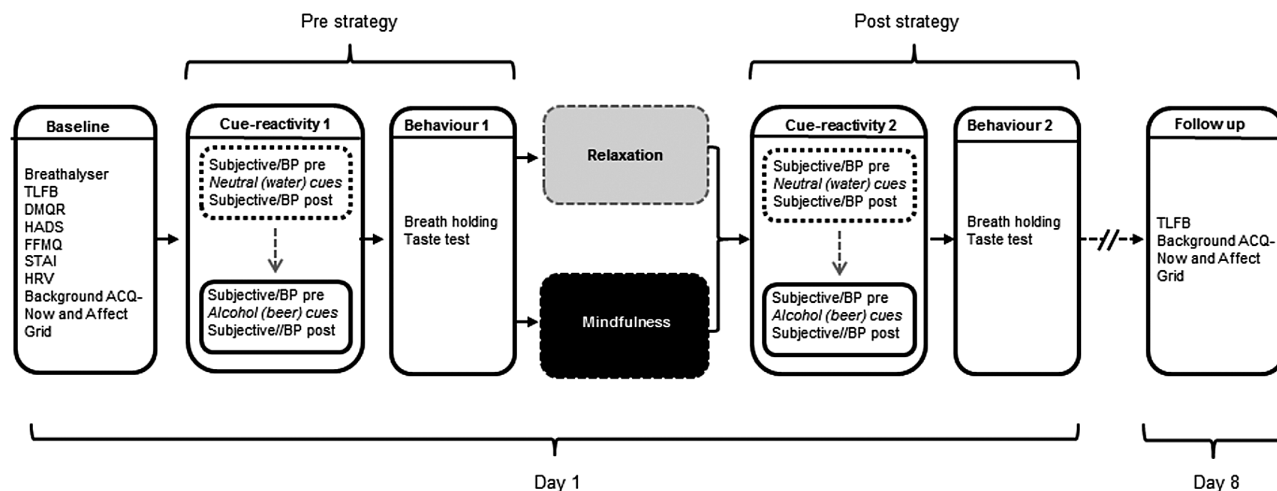 Pre strategy
Post strategy
Baseline
Breathalyser
TLFB
DMQR
HADS
FFMQ
STAI
HRV
Background ACQ-
Now and Affect
Grid
Cue-reactivity 1
Subjective/BP pre
Neutral (water) cues
Subjective/BP post
Subjective/BP pre
Alcohol (beer) cues
Subjective//BP post
Behaviour 1
Breath holding
Taste test
Relaxation
Mindfulness
Cue-reactivity 2
Subjective/BP pre
Neutral (water) cues
Subjective/BP post
Subjective/BP pre
Alcohol (beer) cues
Subjective//BP post
Behaviour 2
Breath holding
Taste test
Follow up
TLFB
Background ACQ-
Now and Affect
Grid
Day 1
Day 8